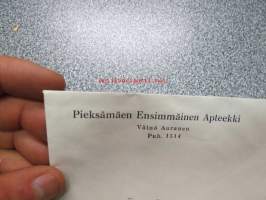 Pieksämäen Ensimmäinen Apteekki
Väinö Auranen
Puh. 1514